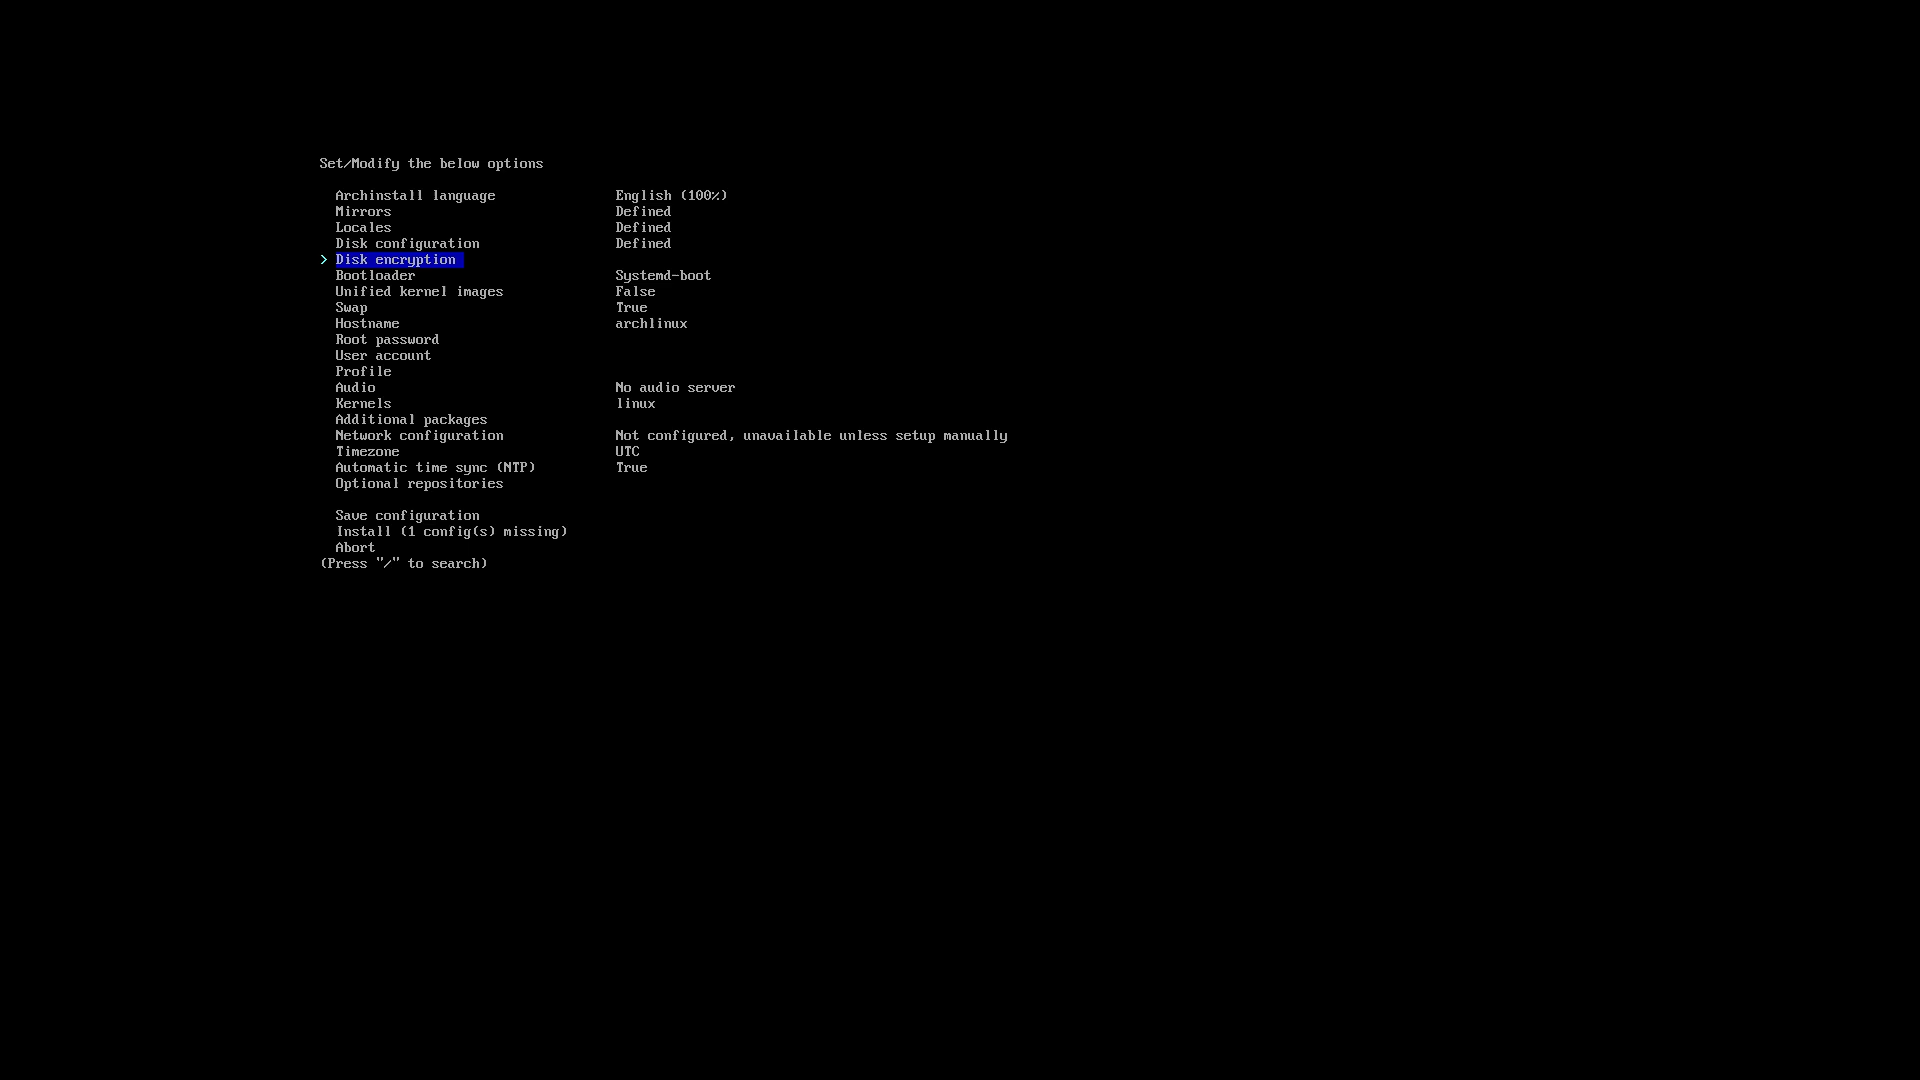 Set/Modify the below options
Archinstall language English (100%)
Mirrors Defined
Locales Defined
Disk configuration Defined
> Disk encryption
Bootloader Systemd-boot
Unified kernel images False
Swap True
Hostname archlinux
Root password
User account
Profile
Audio No audio server
Kernels linux
Additional packages
Network configuration Not configured, unavailable unless setup manually
Timezone UTC
Automatic time sync (NTP) True
Optional repositories
Save configuration
Install (1 config(s) missing)
Abort
(Press "/" to search)